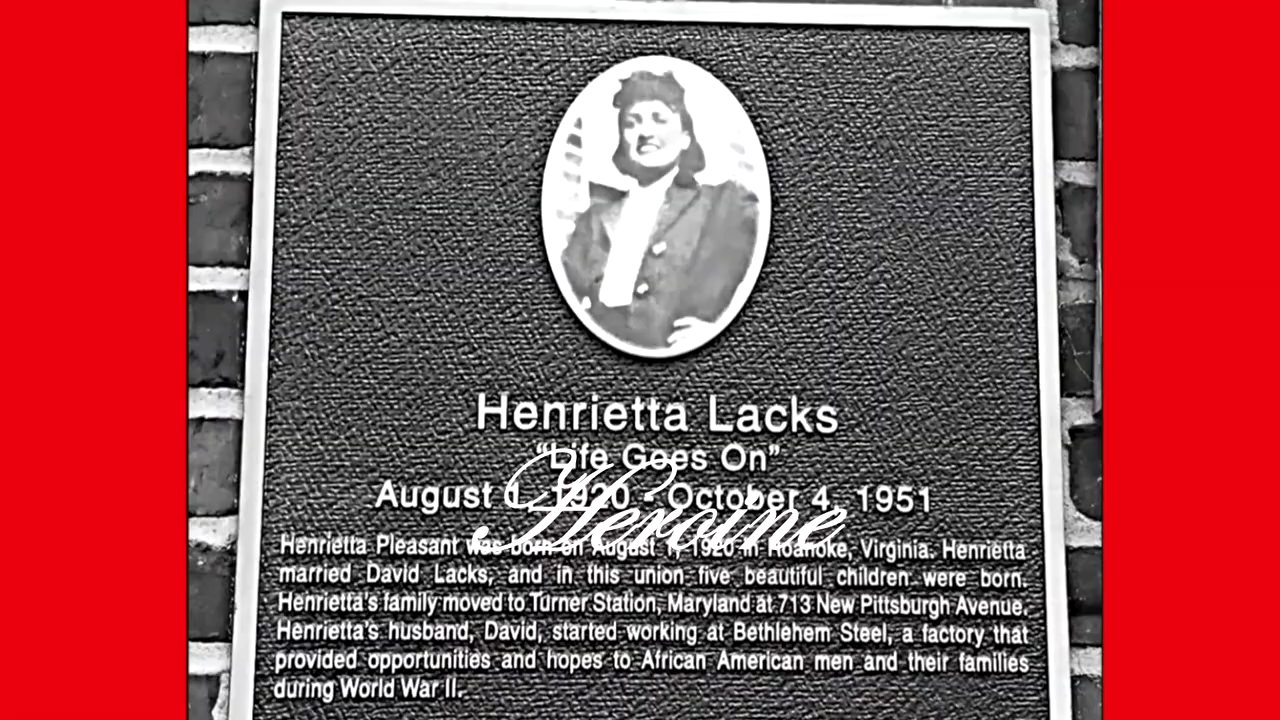 Henrietta Lacks
“Life Goes On”
August 1, 1920 - October 4, 1951
Heroine
Henrietta Pleasant was born on August 1, 1920 in Roanoke, Virginia. Henrietta
married David Lacks, and in this union five beautiful children were born.
Henrietta's family moved to Turner Station, Maryland at 713 New Pittsburgh Avenue.
Henrietta's husband, David, started working at Bethlehem Steel, a factory that
provided opportunities and hopes to African American men and their families
during World War II.